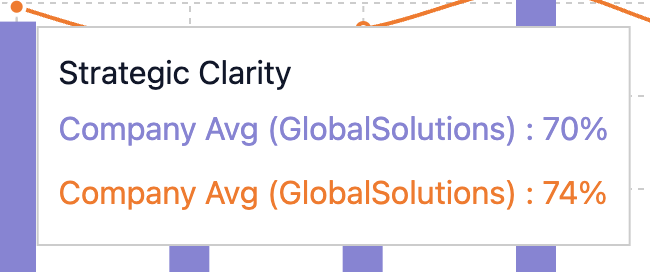 Strategic Clarity
Company Avg (GlobalSolutions) : 70%
Company Avg (GlobalSolutions) : 74%